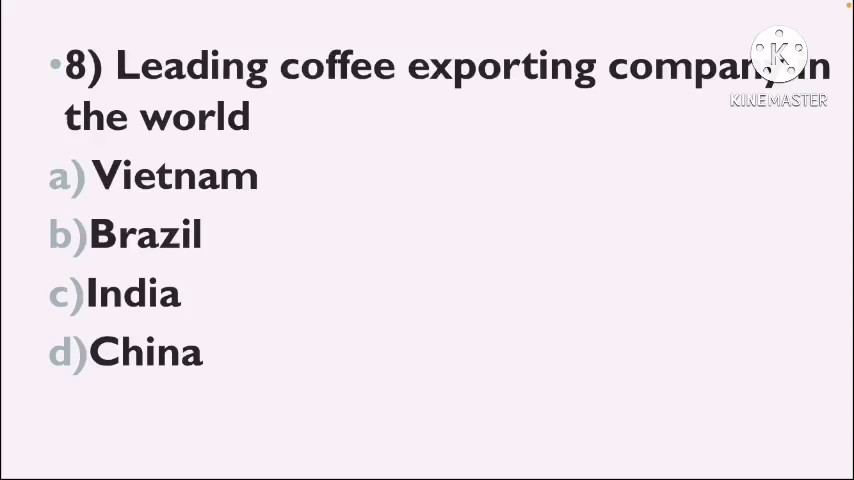 •8) Leading coffee exporting company in
the world
a) Vietnam
b)Brazil
c)India
d)China
K
KINEMASTER